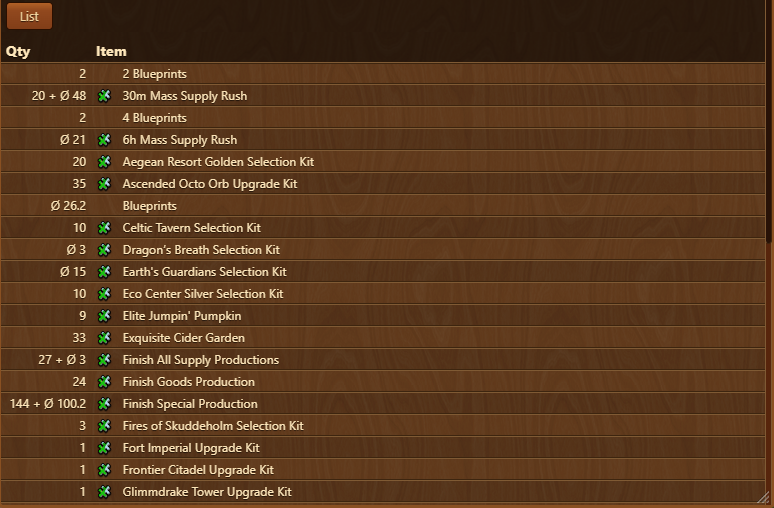 List
Qty Item
2 2 Blueprints
20 + Ø 48 30m Mass Supply Rush
2 4 Blueprints
Ø 21 6h Mass Supply Rush
20 Aegean Resort Golden Selection Kit
35 Ascended Octo Orb Upgrade Kit
Ø 26.2 Blueprints
10 Celtic Tavern Selection Kit
Ø 3 Dragon's Breath Selection Kit
Ø 15 Earth's Guardians Selection Kit
10 Eco Center Silver Selection Kit
9 Elite Jumpin' Pumpkin
33 Exquisite Cider Garden
27 + Ø 3 Finish All Supply Productions
24 Finish Goods Production
144 + Ø 100.2 Finish Special Production
3 Fires of Skuddeholm Selection Kit
1 Fort Imperial Upgrade Kit
1 Frontier Citadel Upgrade Kit
1 Glimmdrake Tower Upgrade Kit